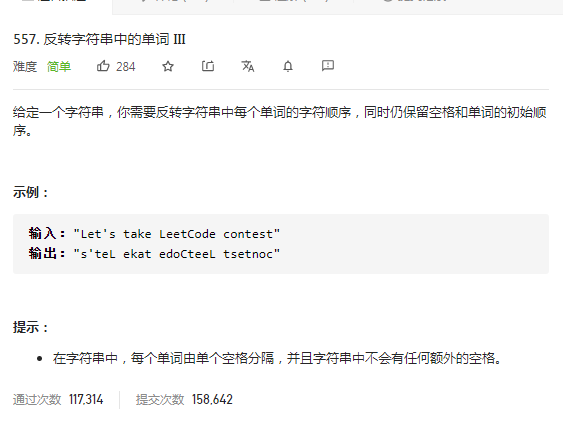 557. 反转字符串中的单词 III
难度 简单 284
给定一个字符串，你需要反转字符串中每个单词的字符顺序，同时仍保留空格和单词的初始顺
序。
示例：
输入："Let's take LeetCode contest"
输出："s'teL ekat edoCteeL tsetnoc"
提示：
在字符串中，每个单词由单个空格分隔，并且字符串中不会有任何额外的空格。
通过次数 117,314 提交次数 158,642